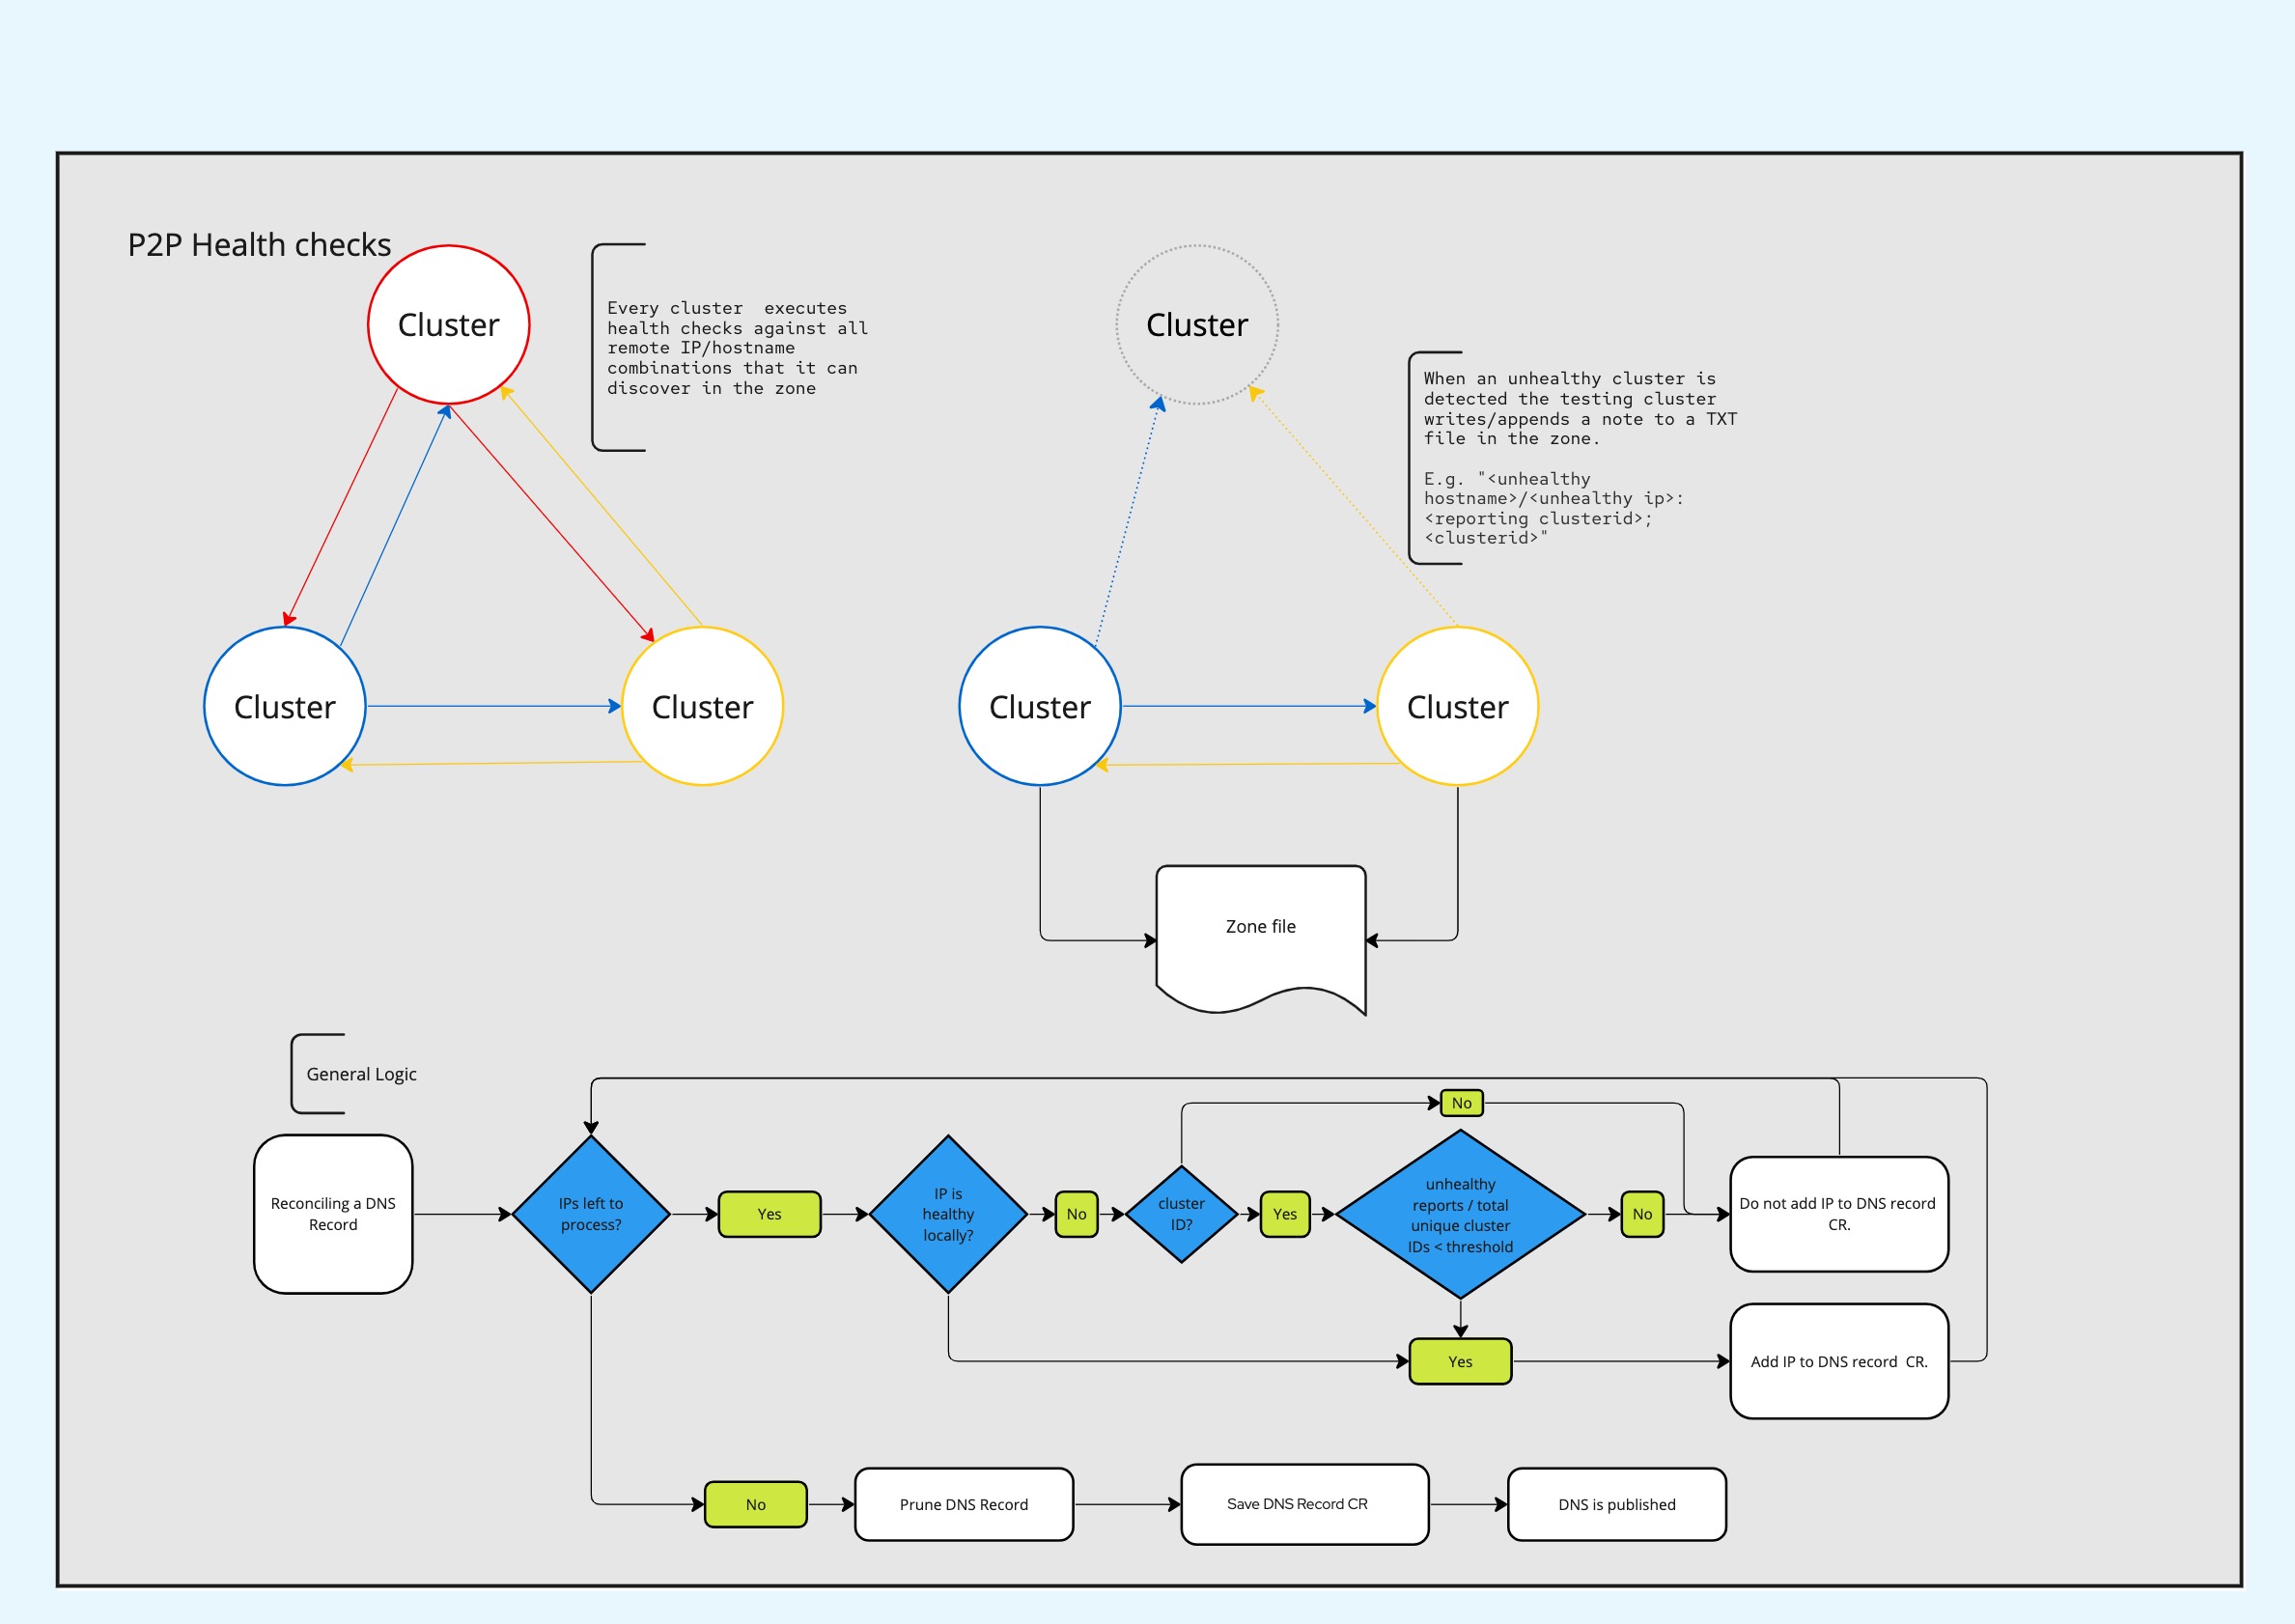 P2P Health checks
Cluster
Every cluster  executes
health checks against all
remote IP/hostname
combinations that it can
discover in the zone
Cluster
Cluster
Cluster
When an unhealthy cluster is
detected the testing cluster
writes/appends a note to a TXT
file in the zone.
E.g. "<unhealthy
hostname>/<unhealthy ip>:
<reporting clusterid>;
<clusterid>"
Cluster
Cluster
Zone file
General Logic
Reconciling a DNS
Record
IPs left to
process?
Yes
IP is
healthy
locally?
No
cluster
ID?
No
Yes
unhealthy
reports / total
unique cluster
IDs < threshold
No
Do not add IP to DNS record
CR.
Yes
Add IP to DNS record  CR.
No
Prune DNS Record
Save DNS Record CR
DNS is published